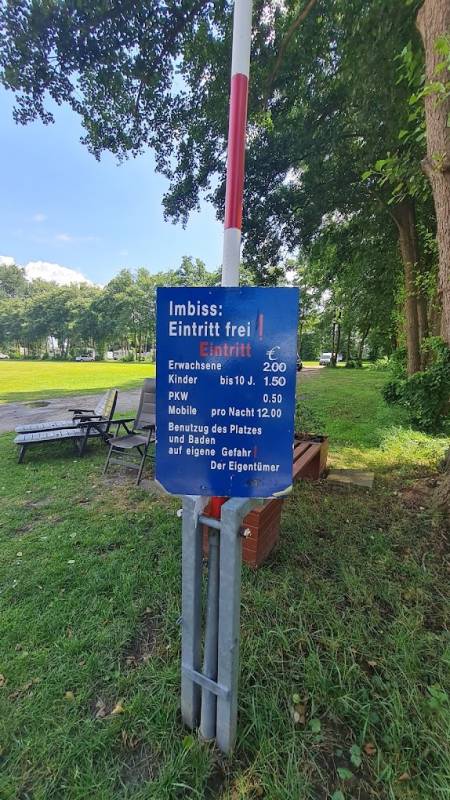 Imbiss:
Eintritt frei !
Eintritt €
Erwachsene 2.00
Kinder bis 10 J. 1.50
PKW 0.50
Mobile pro Nacht 12.00
Benutzug des Platzes
und Baden
auf eigene Gefahr!
Der Eigentümer